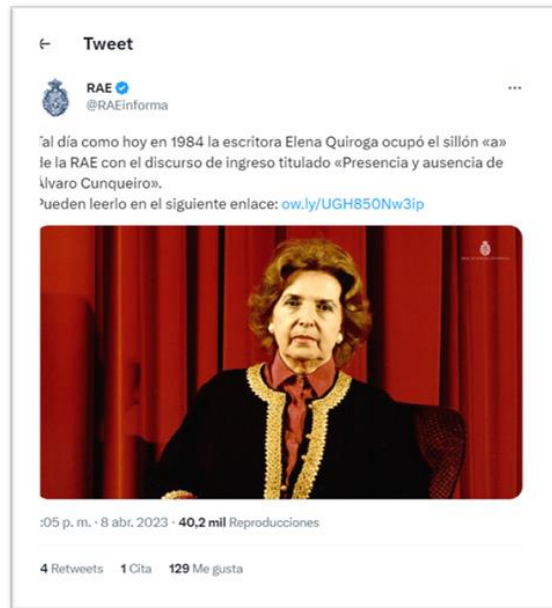 Tweet
RAE
@RAEinforma
Tal día como hoy en 1984 la escritora Elena Quiroga ocupó el sillón «a»
de la RAE con el discurso de ingreso titulado «Presencia y ausencia de
Álvaro Cunqueiro».
Pueden leerlo en el siguiente enlace: ow.ly/UGH850Nw3ip
:05 p. m. · 8 abr. 2023 · 40,2 mil Reproducciones
4 Retweets 1 Cita 129 Me gusta